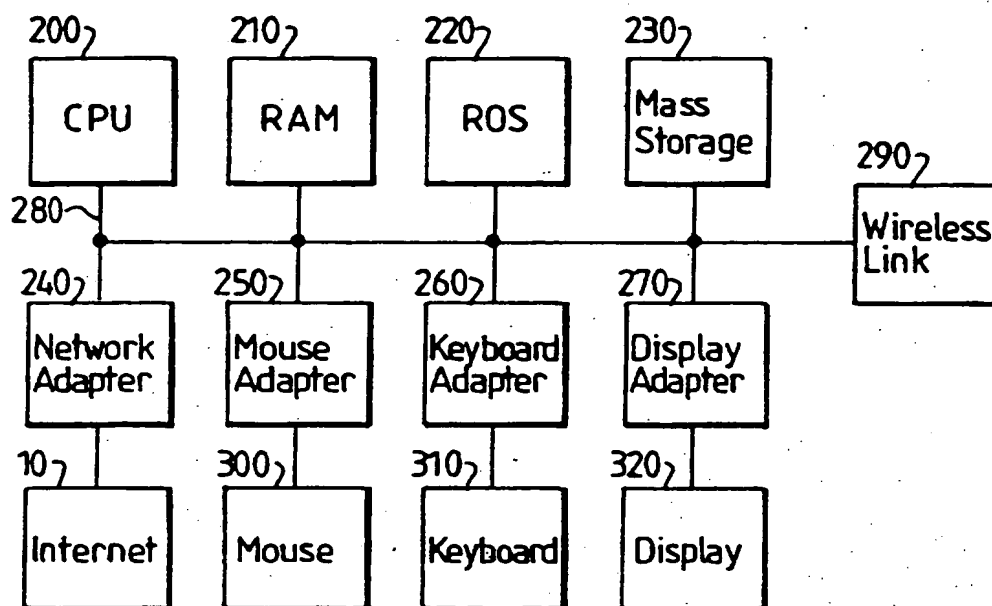 200
210
220
230
CPU
RAM
ROS
Mass
Storage
290
280
Wireless
Link
240
250
260
270
Network
Adapter
Mouse
Adapter
Keyboard
Adapter
Display
Adapter
10
300
310
320
Internet
Mouse
Keyboard
Display